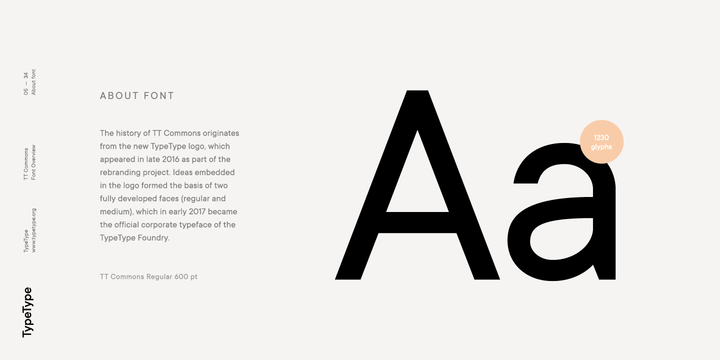 05 — 34
About font
TT Commons
Font Overview
TypeType
www.typetype.org
TypeType
ABOUT FONT
The history of TT Commons originates
from the new TypeType logo, which
appeared in late 2016 as part of the
rebranding project. Ideas embedded
in the logo formed the basis of two
fully developed faces (regular and
medium), which in early 2017 became
the official corporate typeface of the
TypeType Foundry.
TT Commons Regular 600 pt
Aa
1230
glyphs